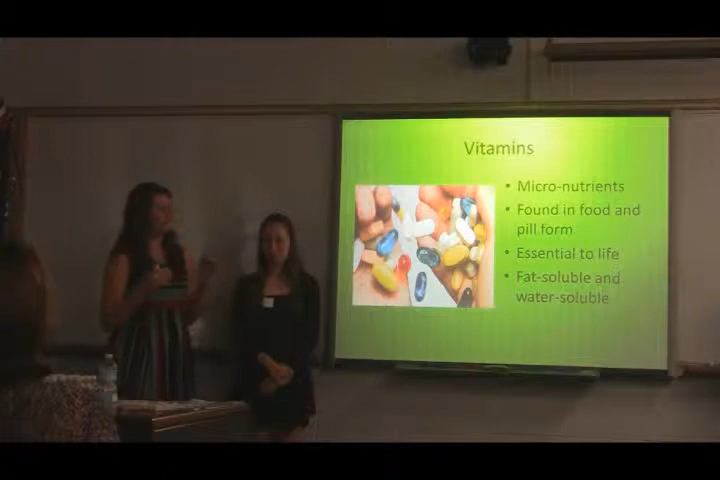 Vitamins
• Micro-nutrients
• Found in food and
pill form
• Essential to life
• Fat-soluble and
water-soluble